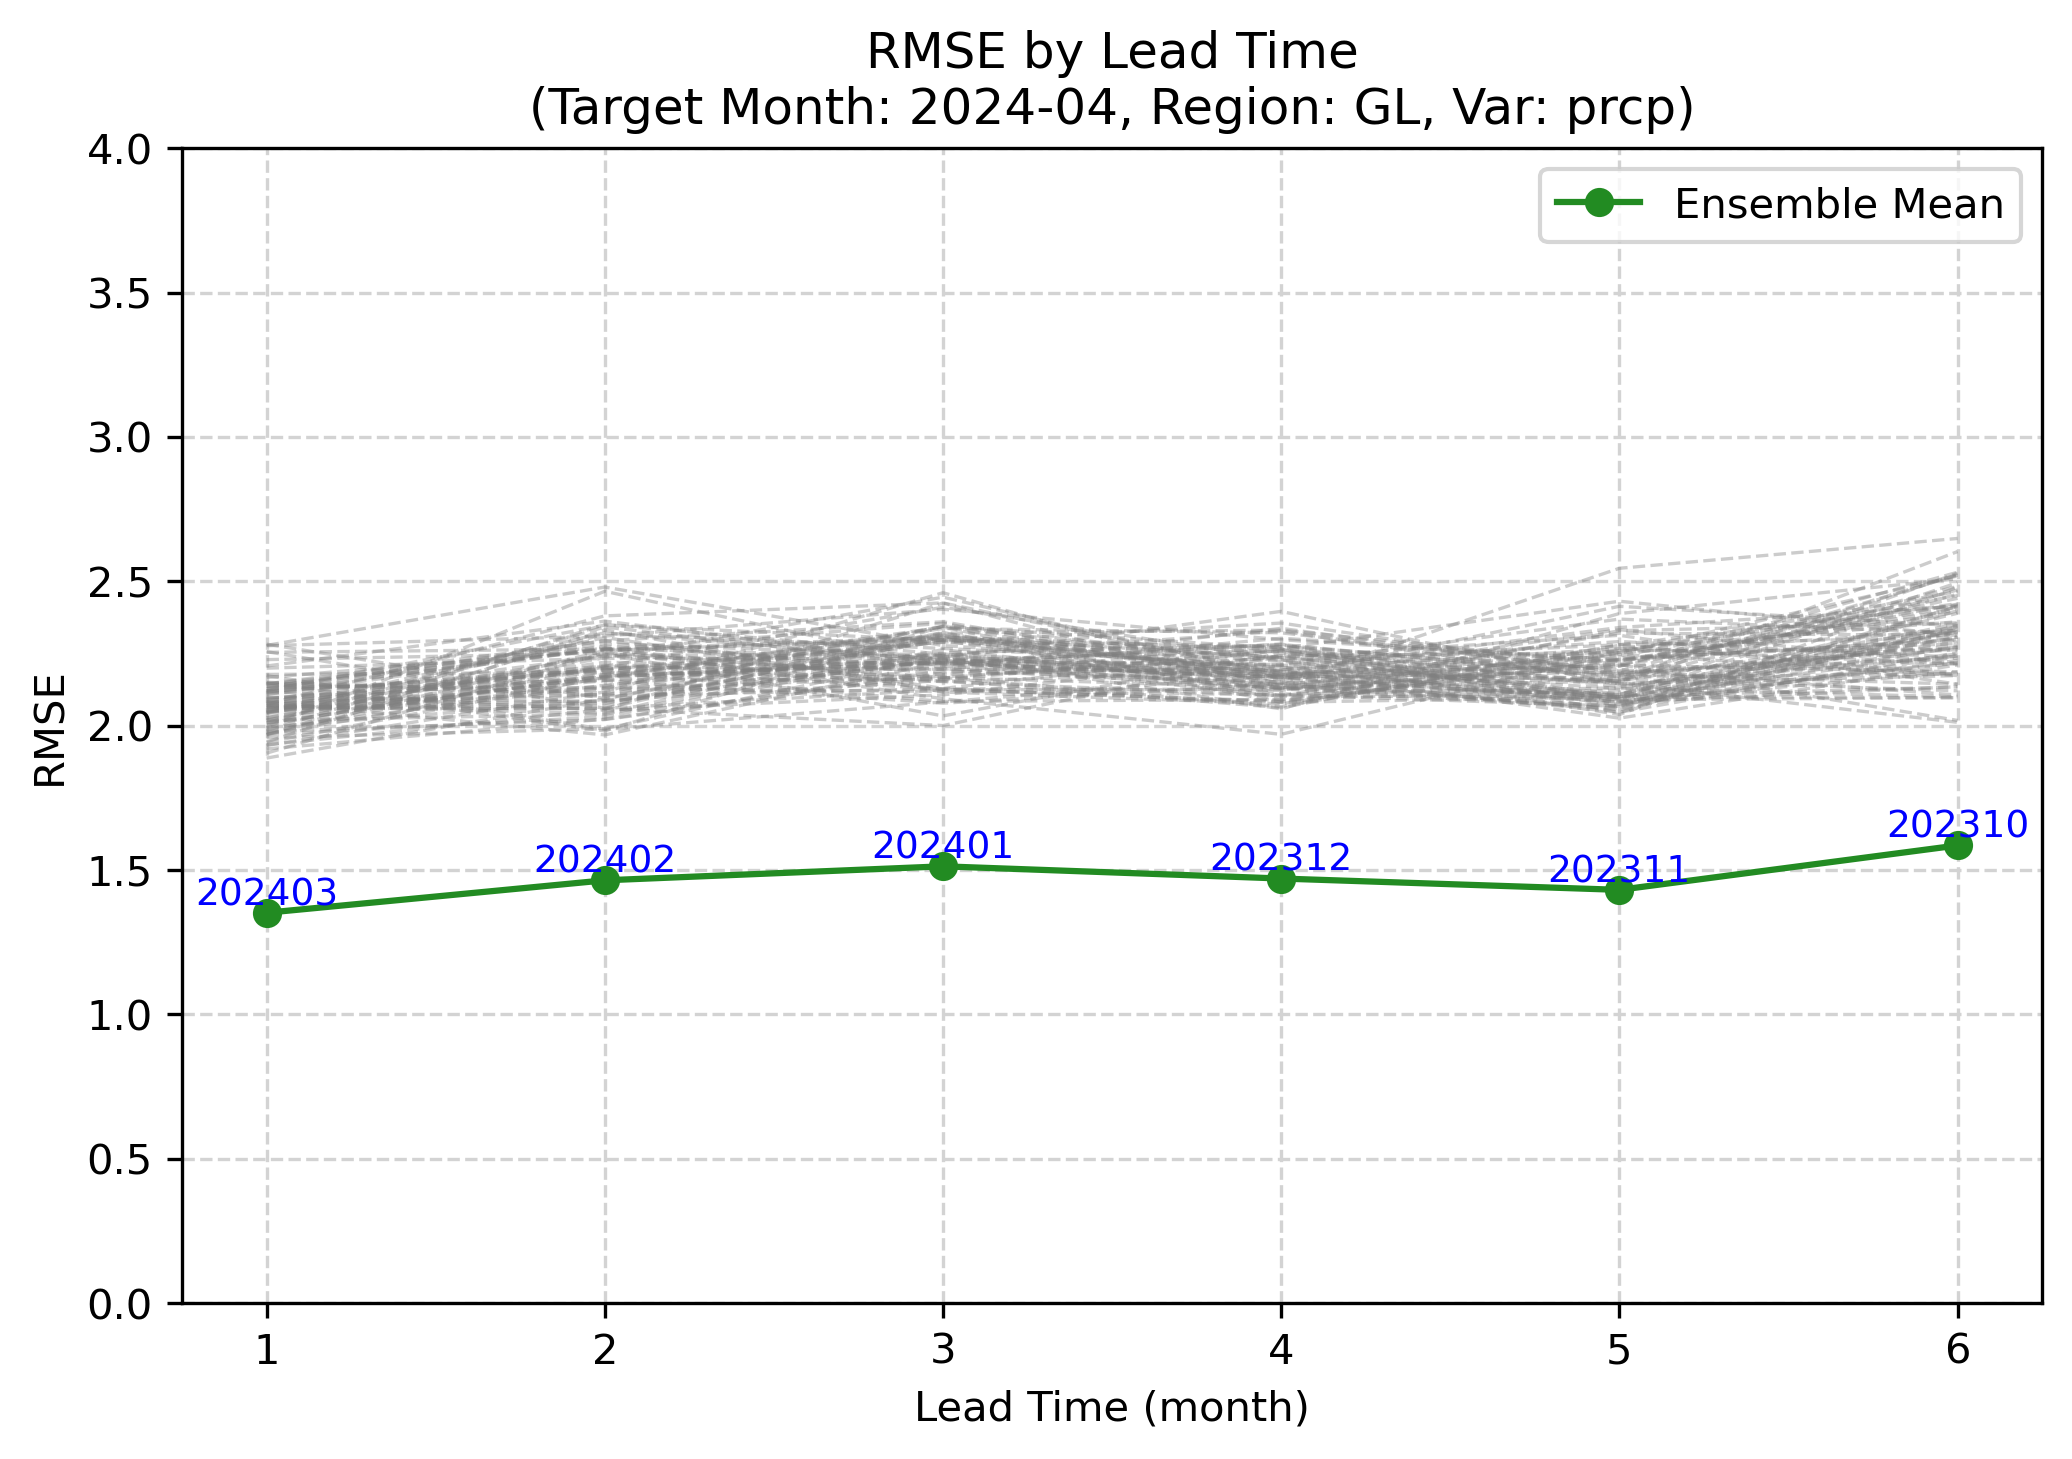 RMSE by Lead Time
(Target Month: 2024-04, Region: GL, Var: prcp)
4.0
3.5
3.0
2.5
2.0
1.5
1.0
0.5
0.0
RMSE
Ensemble Mean
202403
202402
202401
202312
202311
202310
1 2 3 4 5 6
Lead Time (month)